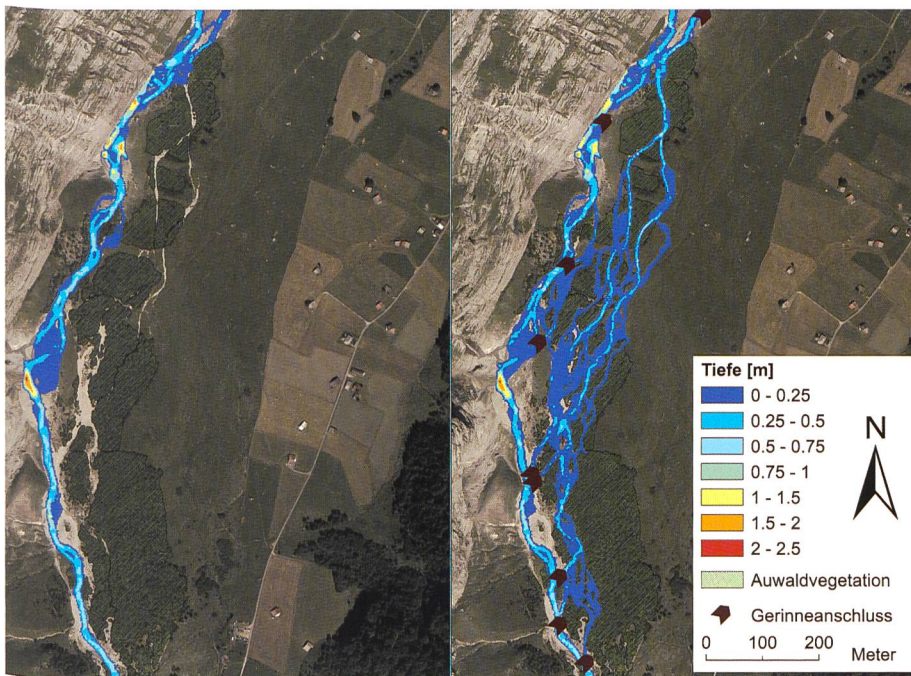 Tiefe [m]
0 - 0.25
0.25 - 0.5
0.5 - 0.75
0.75 - 1
1 - 1.5
1.5 - 2
2 - 2.5
Auwaldvegetation
Gerinneanschluss
N
0 100 200
Meter